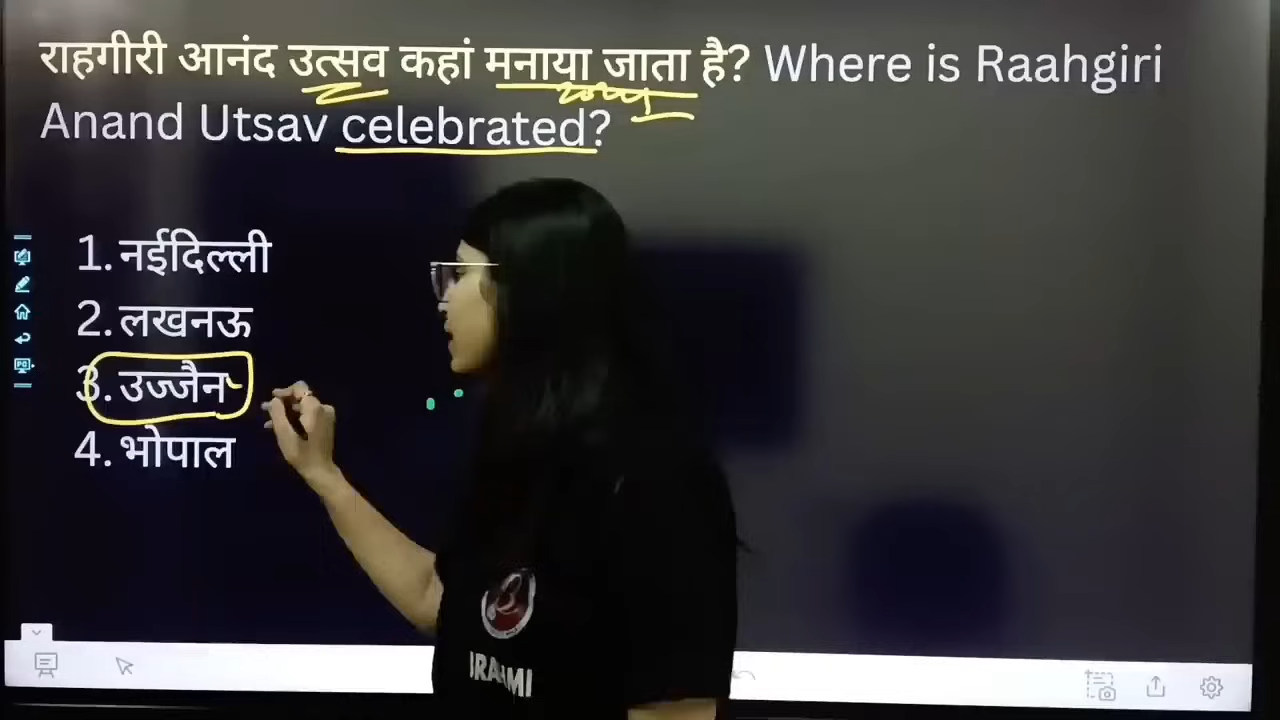 राहगीरी आनंद उत्सव कहां मनाया जाता है? Where is Raahgiri
Anand Utsav celebrated?
1. नईदिल्ली
2. लखनऊ
3. उज्जैन
4. भोपाल